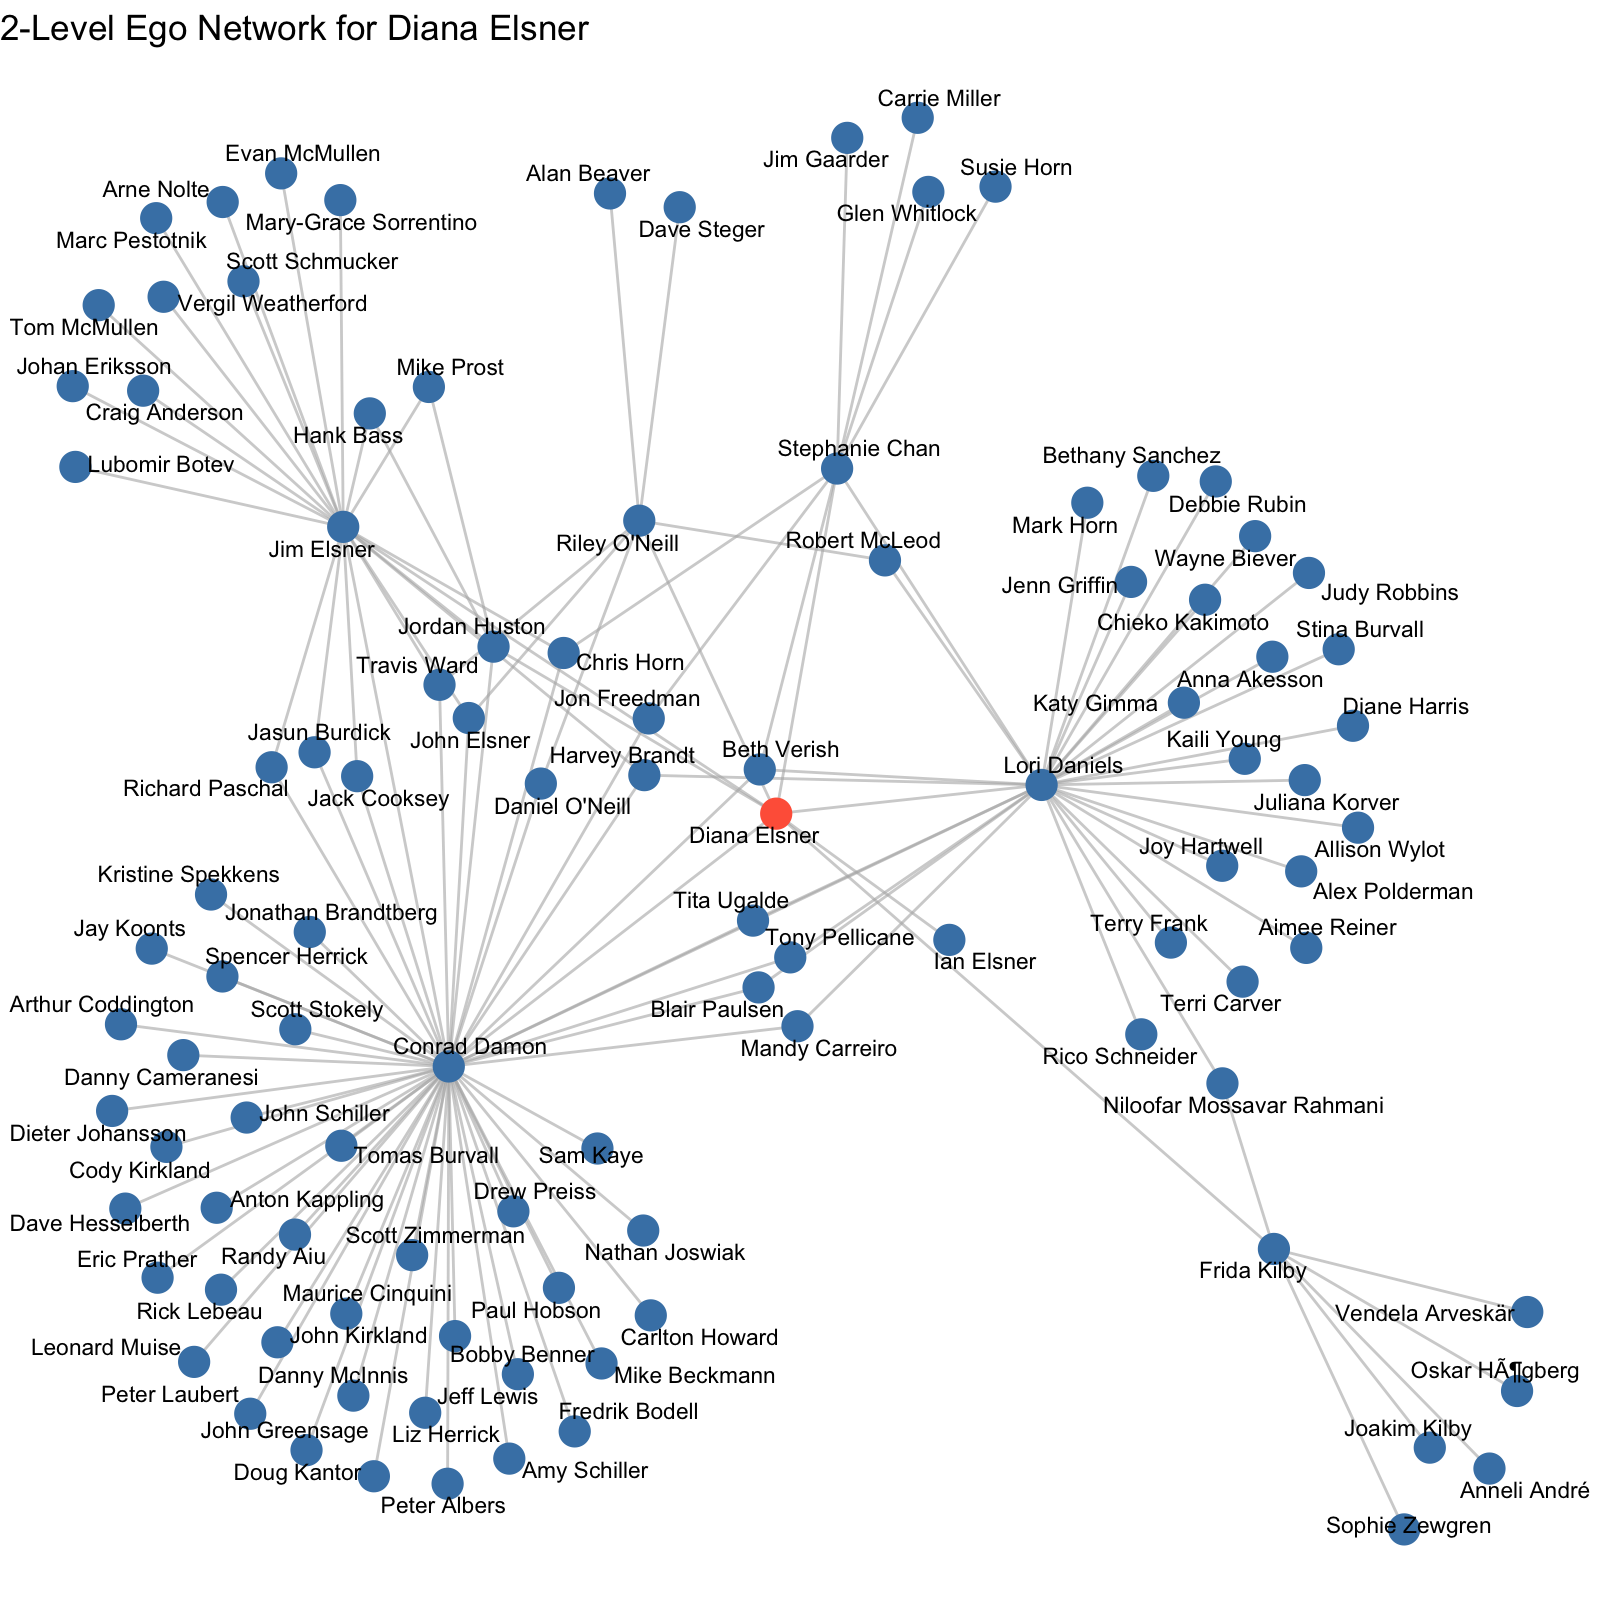 2-Level Ego Network for Diana Elsner
Carrie Miller
Evan McMullen
Jim Gaarder
Susie Horn
Alan Beaver
Arne Nolte
Glen Whitlock
Mary-Grace Sorrentino
Dave Steger
Marc Pestotnik
Scott Schmucker
Vergil Weatherford
Tom McMullen
Johan Eriksson
Mike Prost
Craig Anderson
Hank Bass
Stephanie Chan
Bethany Sanchez
Lubomir Botev
Debbie Rubin
Mark Horn
Robert McLeod
Riley O'Neill
Jim Elsner
Wayne Biever
Jenn Griffin
Judy Robbins
Chieko Kakimoto
Jordan Huston
Stina Burvall
Chris Horn
Travis Ward
Anna Akesson
Jon Freedman
Katy Gimma
Diane Harris
Jasun Burdick
John Elsner
Kaili Young
Beth Verish
Harvey Brandt
Lori Daniels
Richard Paschal
Jack Cooksey
Juliana Korver
Daniel O'Neill
Diana Elsner
Joy Hartwell
Allison Wylot
Kristine Spekkens
Alex Polderman
Tita Ugalde
Jonathan Brandtberg
Terry Frank
Jay Koonts
Aimee Reiner
Tony Pellicane
Spencer Herrick
Ian Elsner
Arthur Coddington
Terri Carver
Scott Stokely
Blair Paulsen
Conrad Damon
Mandy Carreiro
Rico Schneider
Danny Cameranesi
Niloofar Mossavar Rahmani
John Schiller
Dieter Johansson
Tomas Burvall
Sam Kaye
Cody Kirkland
Drew Preiss
Anton Kappling
Dave Hesselberth
Scott Zimmerman
Nathan Joswiak
Randy Aiu
Eric Prather
Frida Kilby
Maurice Cinquini
Rick Lebeau
Paul Hobson
Vendela Arveskär
John Kirkland
Carlton Howard
Leonard Muise
Bobby Benner
Oskar HÃ¶gberg
Danny McInnis
Mike Beckmann
Peter Laubert
Jeff Lewis
Fredrik Bodell
John Greensage
Joakim Kilby
Liz Herrick
Doug Kantor
Amy Schiller
Anneli André
Peter Albers
Sophie Zewgren